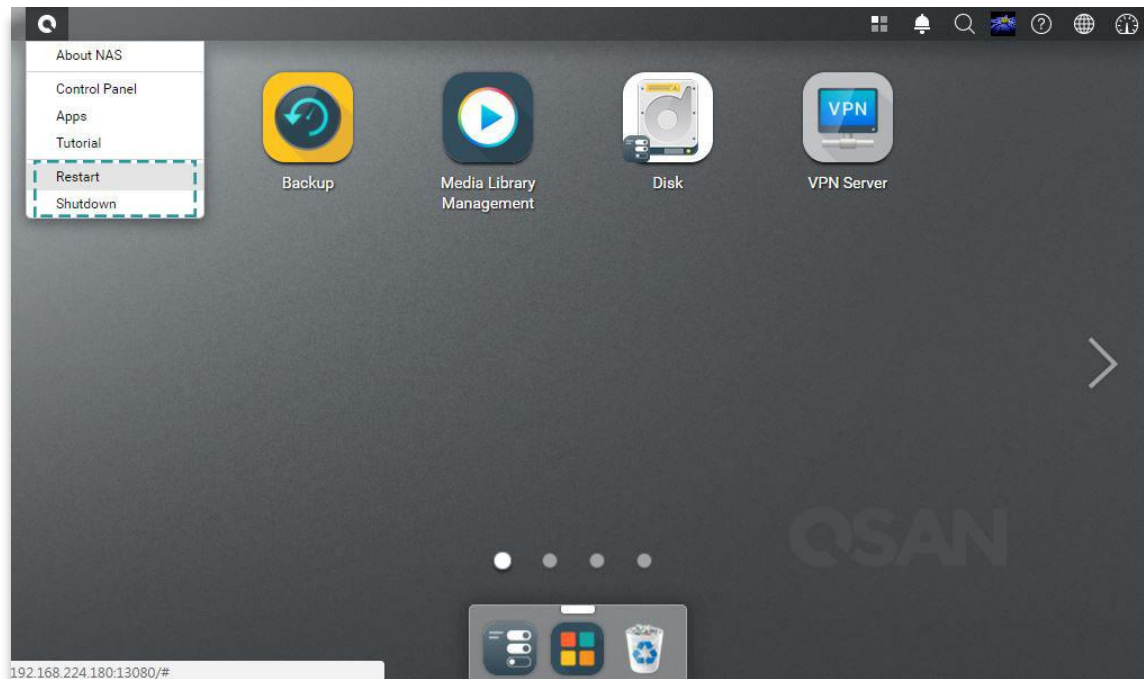 About NAS
Control Panel
Apps
Tutorial
Restart
Shutdown
Backup
Media Library
Management
Disk
VPN
VPN Server
QSAN
192.168.224.180:13080/#